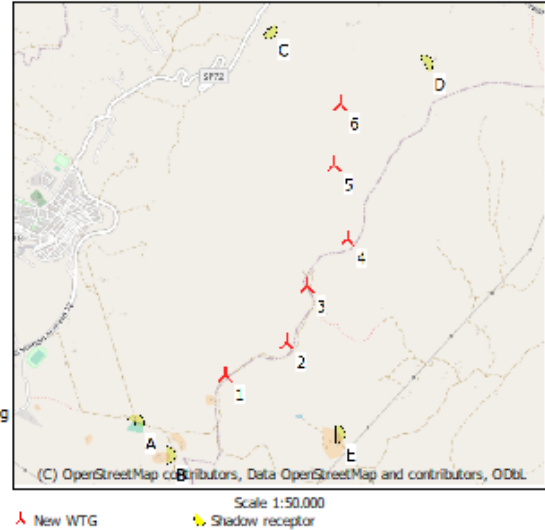 C
D
SP72
6
5
4
3
2
1
A
B
E
g
(C) OpenStreetMap contributors, Data OpenStreetMap and contributors, ODbL
Scale 1:50.000
New WTG
Shadow receptor